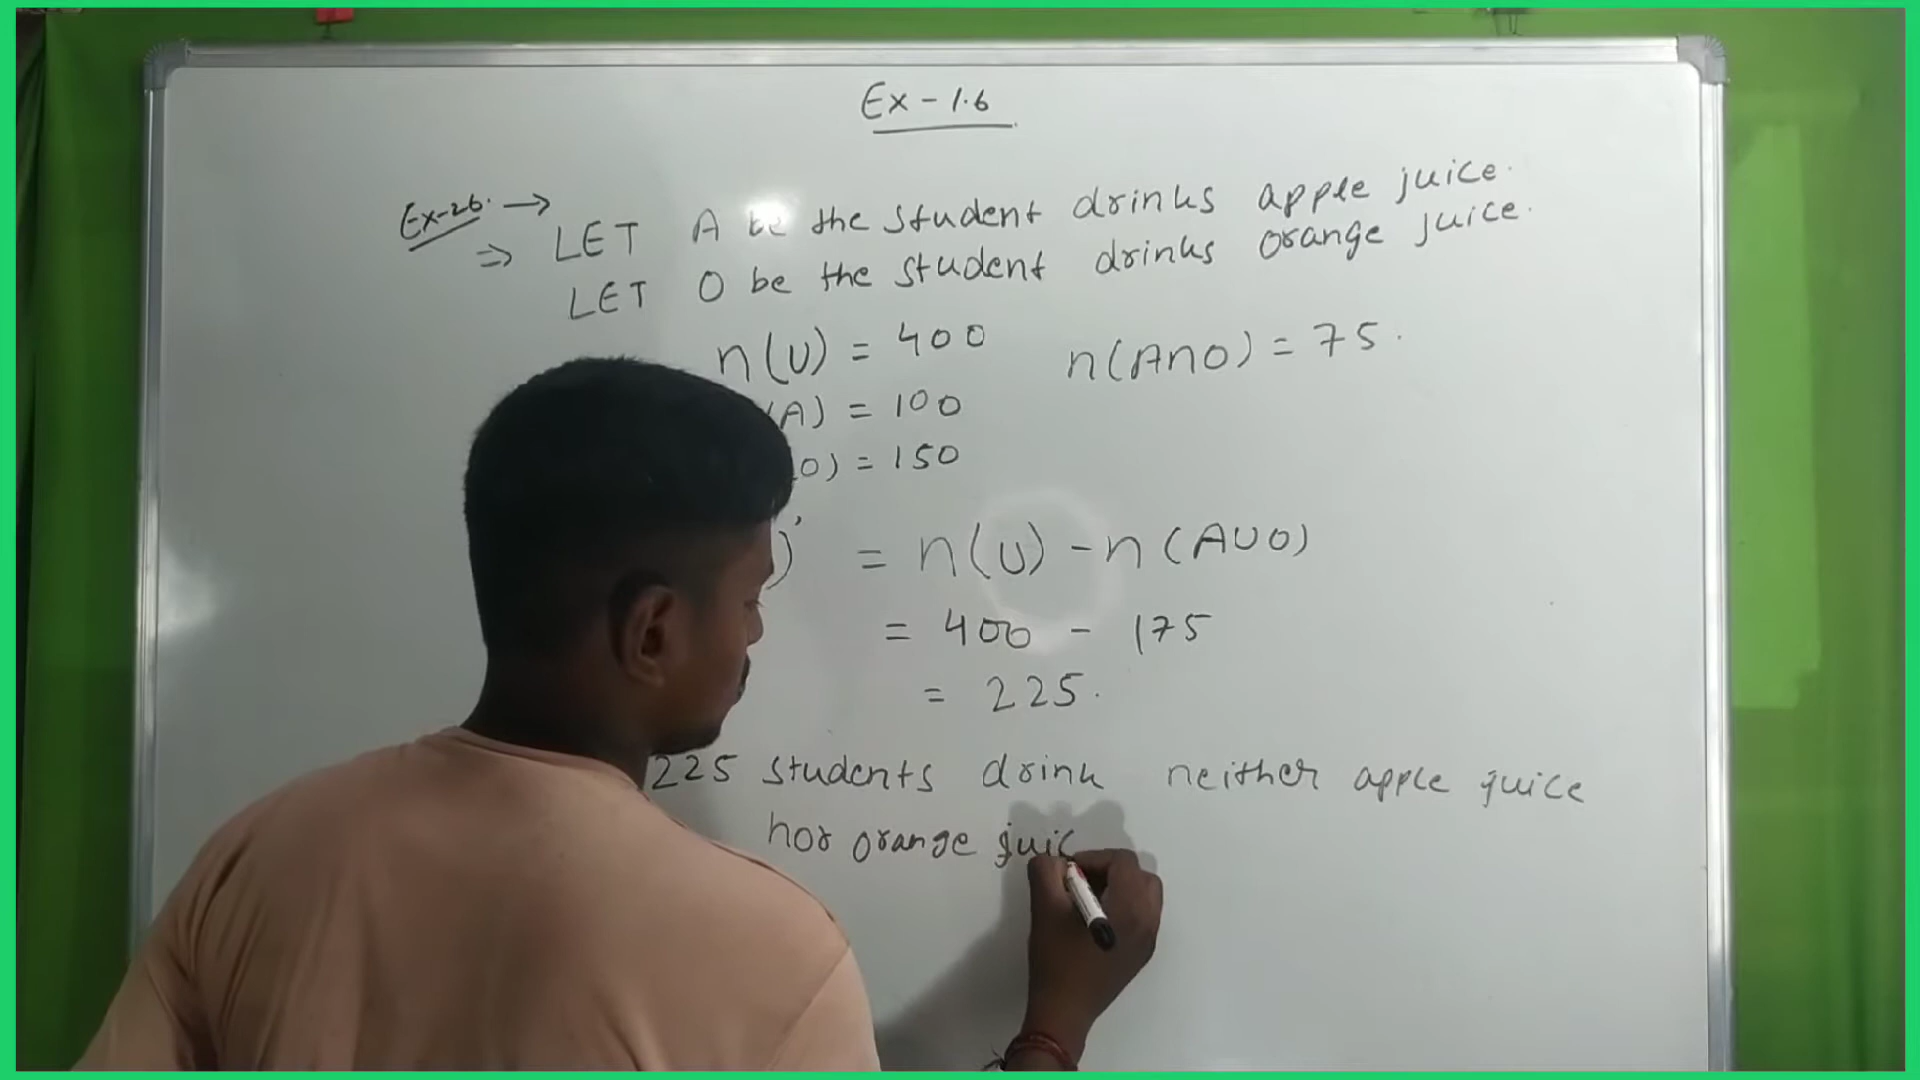 Ex - 1.6
Ex-26. →
⇒ LET A be the student drinks apple juice.
LET O be the student drinks orange juice.
n(U) = 400 n(A∩O) = 75.
(A) = 100
O) = 150
)' = n(U) - n(A∪O)
= 400 - 175
= 225.
225 students drink neither apple juice
nor orange juic